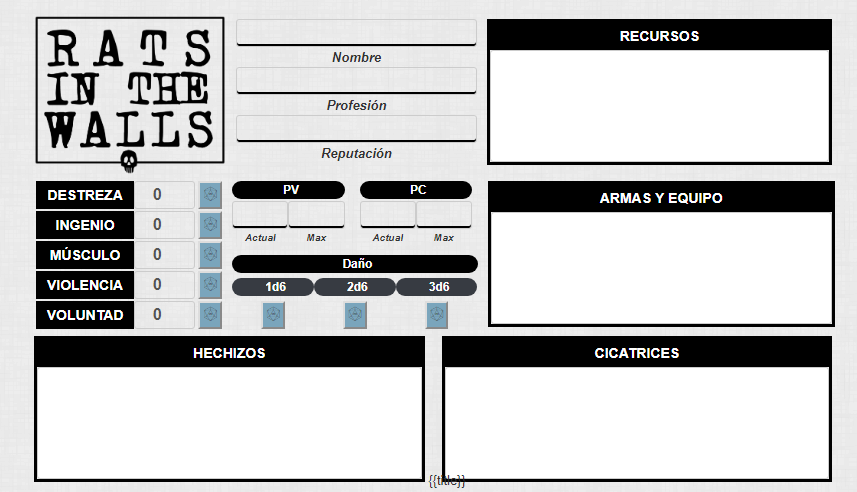 RATS
IN THE
WALLS
Nombre
Profesión
Reputación
RECURSOS
DESTREZA 0
INGENIO 0
MÚSCULO 0
VIOLENCIA 0
VOLUNTAD 0
PV PC
Actual Max Actual Max
Daño
1d6 2d6 3d6
ARMAS Y EQUIPO
HECHIZOS
CICATRICES
{{title}}